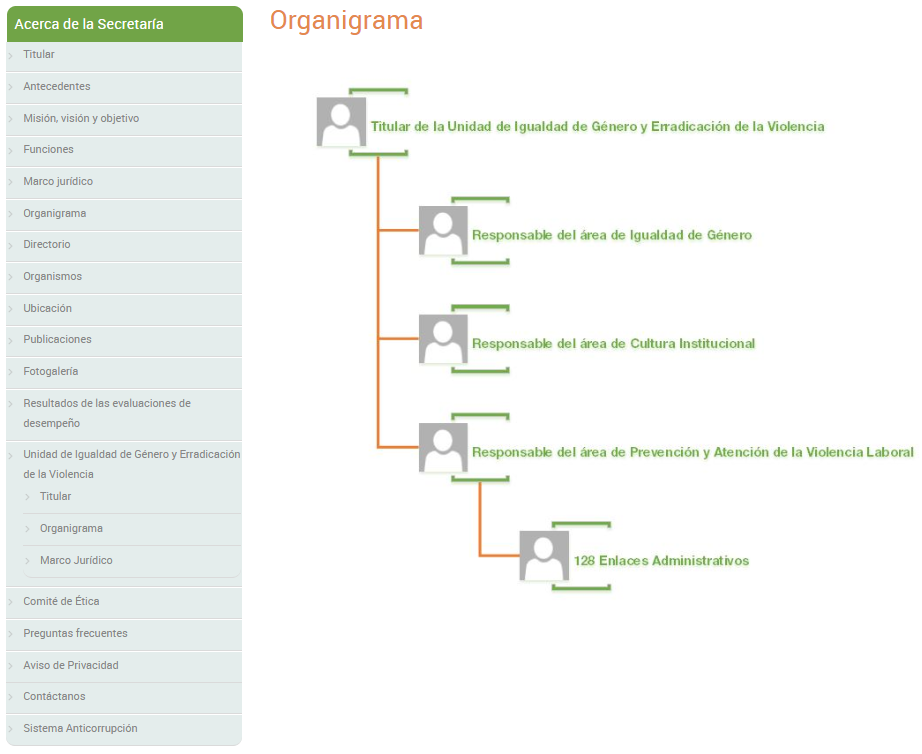 Acerca de la Secretaría
Titular
Antecedentes
Misión, visión y objetivo
Funciones
Marco jurídico
Organigrama
Directorio
Organismos
Ubicación
Publicaciones
Fotogalería
Resultados de las evaluaciones de
desempeño
Unidad de Igualdad de Género y Erradicación
de la Violencia
Titular
Organigrama
Marco Jurídico
Comité de Ética
Preguntas frecuentes
Aviso de Privacidad
Contáctanos
Sistema Anticorrupción
Organigrama
Titular de la Unidad de Igualdad de Género y Erradicación de la Violencia
Responsable del área de Igualdad de Género
Responsable del área de Cultura Institucional
Responsable del área de Prevención y Atención de la Violencia Laboral
128 Enlaces Administrativos